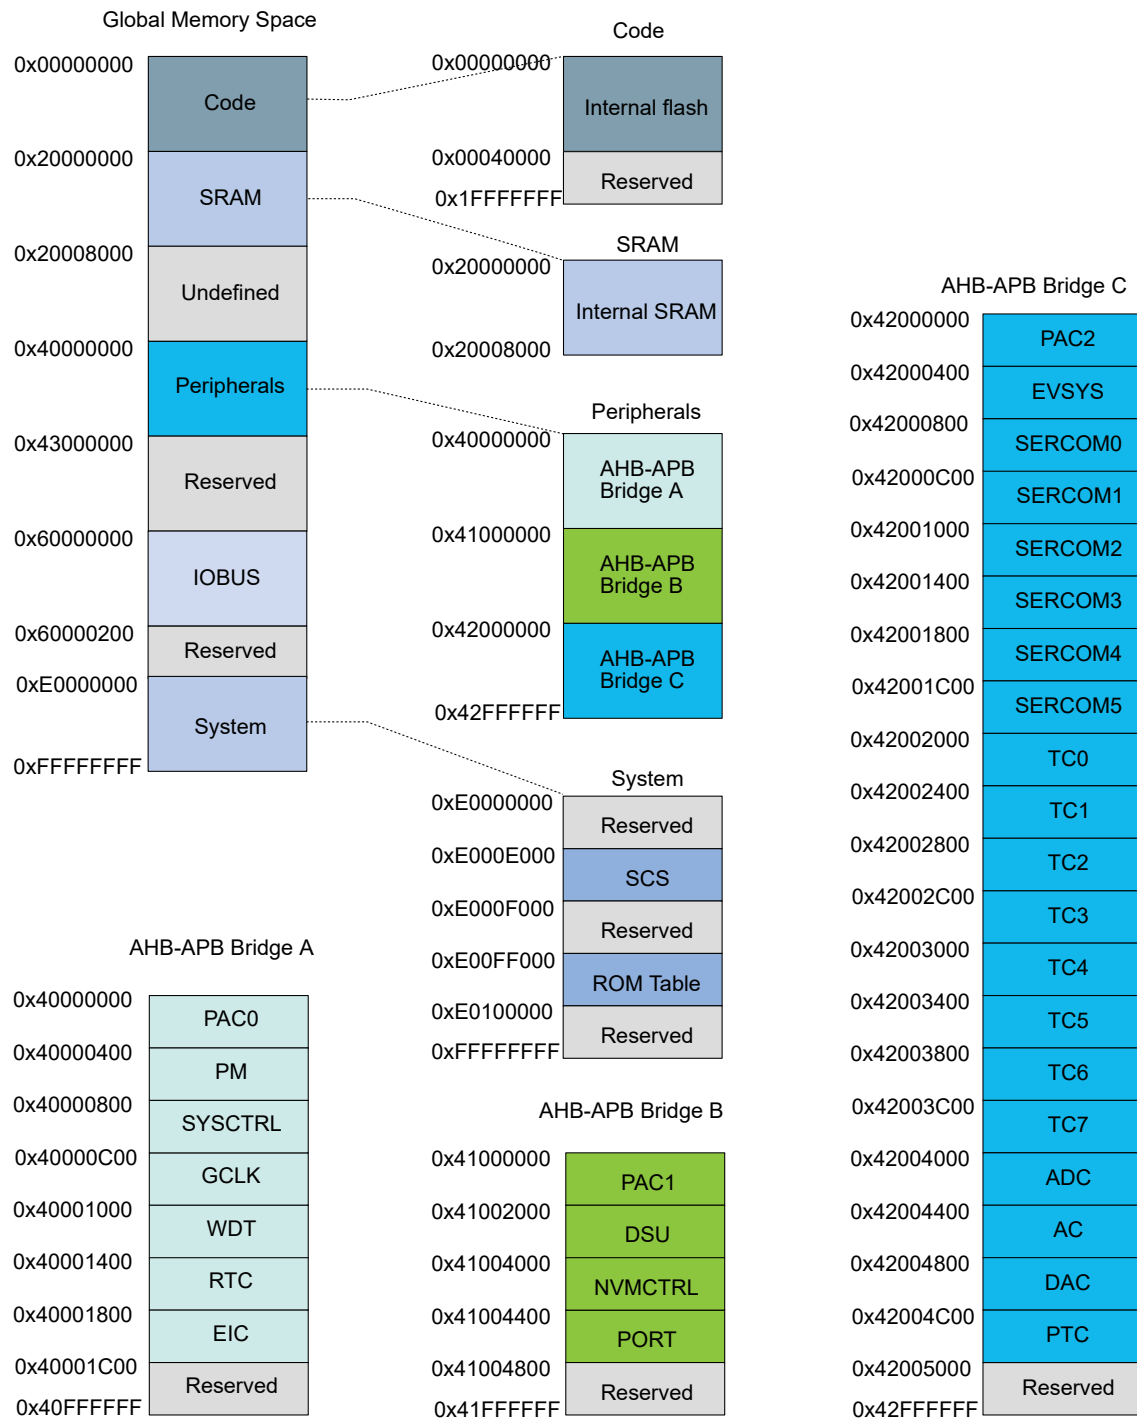 Global Memory Space
0x00000000
Code
0x20000000
SRAM
0x20008000
Undefined
0x40000000
Peripherals
0x43000000
Reserved
0x60000000
IOBUS
0x60000200
Reserved
0xE0000000
System
0xFFFFFFFF
Code
0x00000000
Internal flash
0x00040000
Reserved
0x1FFFFFFF
SRAM
0x20000000
Internal SRAM
0x20008000
Peripherals
0x40000000
AHB-APB
Bridge A
0x41000000
AHB-APB
Bridge B
0x42000000
AHB-APB
Bridge C
0x42FFFFFF
System
0xE0000000
Reserved
0xE000E000
SCS
0xE000F000
Reserved
0xE00FF000
ROM Table
0xE0100000
Reserved
0xFFFFFFFF
AHB-APB Bridge A
0x40000000
PAC0
0x40000400
PM
0x40000800
SYSCTRL
0x40000C00
GCLK
0x40001000
WDT
0x40001400
RTC
0x40001800
EIC
0x40001C00
Reserved
0x40FFFFFF
AHB-APB Bridge B
0x41000000
PAC1
0x41002000
DSU
0x41004000
NVMCTRL
0x41004400
PORT
0x41004800
Reserved
0x41FFFFFF
AHB-APB Bridge C
0x42000000
PAC2
0x42000400
EVSYS
0x42000800
SERCOM0
0x42000C00
SERCOM1
0x42001000
SERCOM2
0x42001400
SERCOM3
0x42001800
SERCOM4
0x42001C00
SERCOM5
0x42002000
TC0
0x42002400
TC1
0x42002800
TC2
0x42002C00
TC3
0x42003000
TC4
0x42003400
TC5
0x42003800
TC6
0x42003C00
TC7
0x42004000
ADC
0x42004400
AC
0x42004800
DAC
0x42004C00
PTC
0x42005000
Reserved
0x42FFFFFF